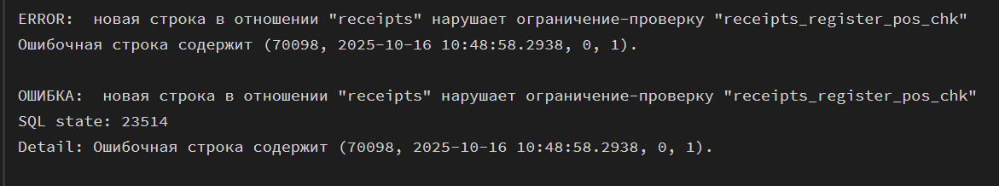 ERROR:  новая строка в отношении "receipts" нарушает ограничение-проверку "receipts_register_pos_chk"
Ошибочная строка содержит (70098, 2025-10-16 10:48:58.2938, 0, 1).
ОШИБКА:  новая строка в отношении "receipts" нарушает ограничение-проверку "receipts_register_pos_chk"
SQL state: 23514
Detail: Ошибочная строка содержит (70098, 2025-10-16 10:48:58.2938, 0, 1).